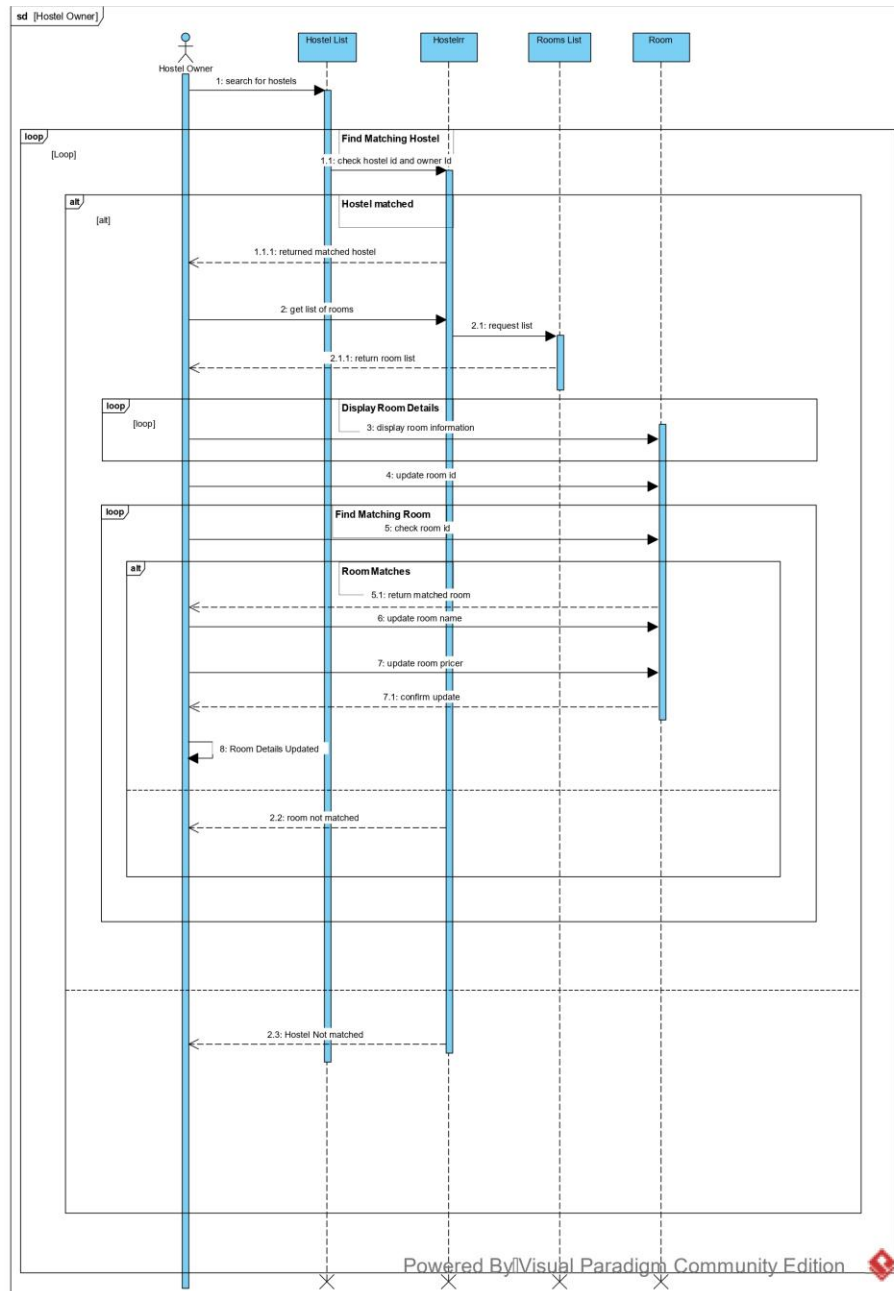 sd [Hostel Owner]
Hostel Owner
Hostel List
Hostelrr
Rooms List
Room
1: search for hostels
loop
[Loop]
Find Matching Hostel
1.1: check hostel id and owner Id
alt
[alt]
Hostel matched
1.1.1: returned matched hostel
2: get list of rooms
2.1: request list
2.1.1: return room list
loop
[loop]
Display Room Details
3: display room information
4: update room id
loop
Find Matching Room
5: check room id
alt
Room Matches
5.1: return matched room
6: update room name
7: update room pricer
7.1: confirm update
8: Room Details Updated
2.2: room not matched
2.3: Hostel Not matched
Powered By Visual Paradigm Community Edition